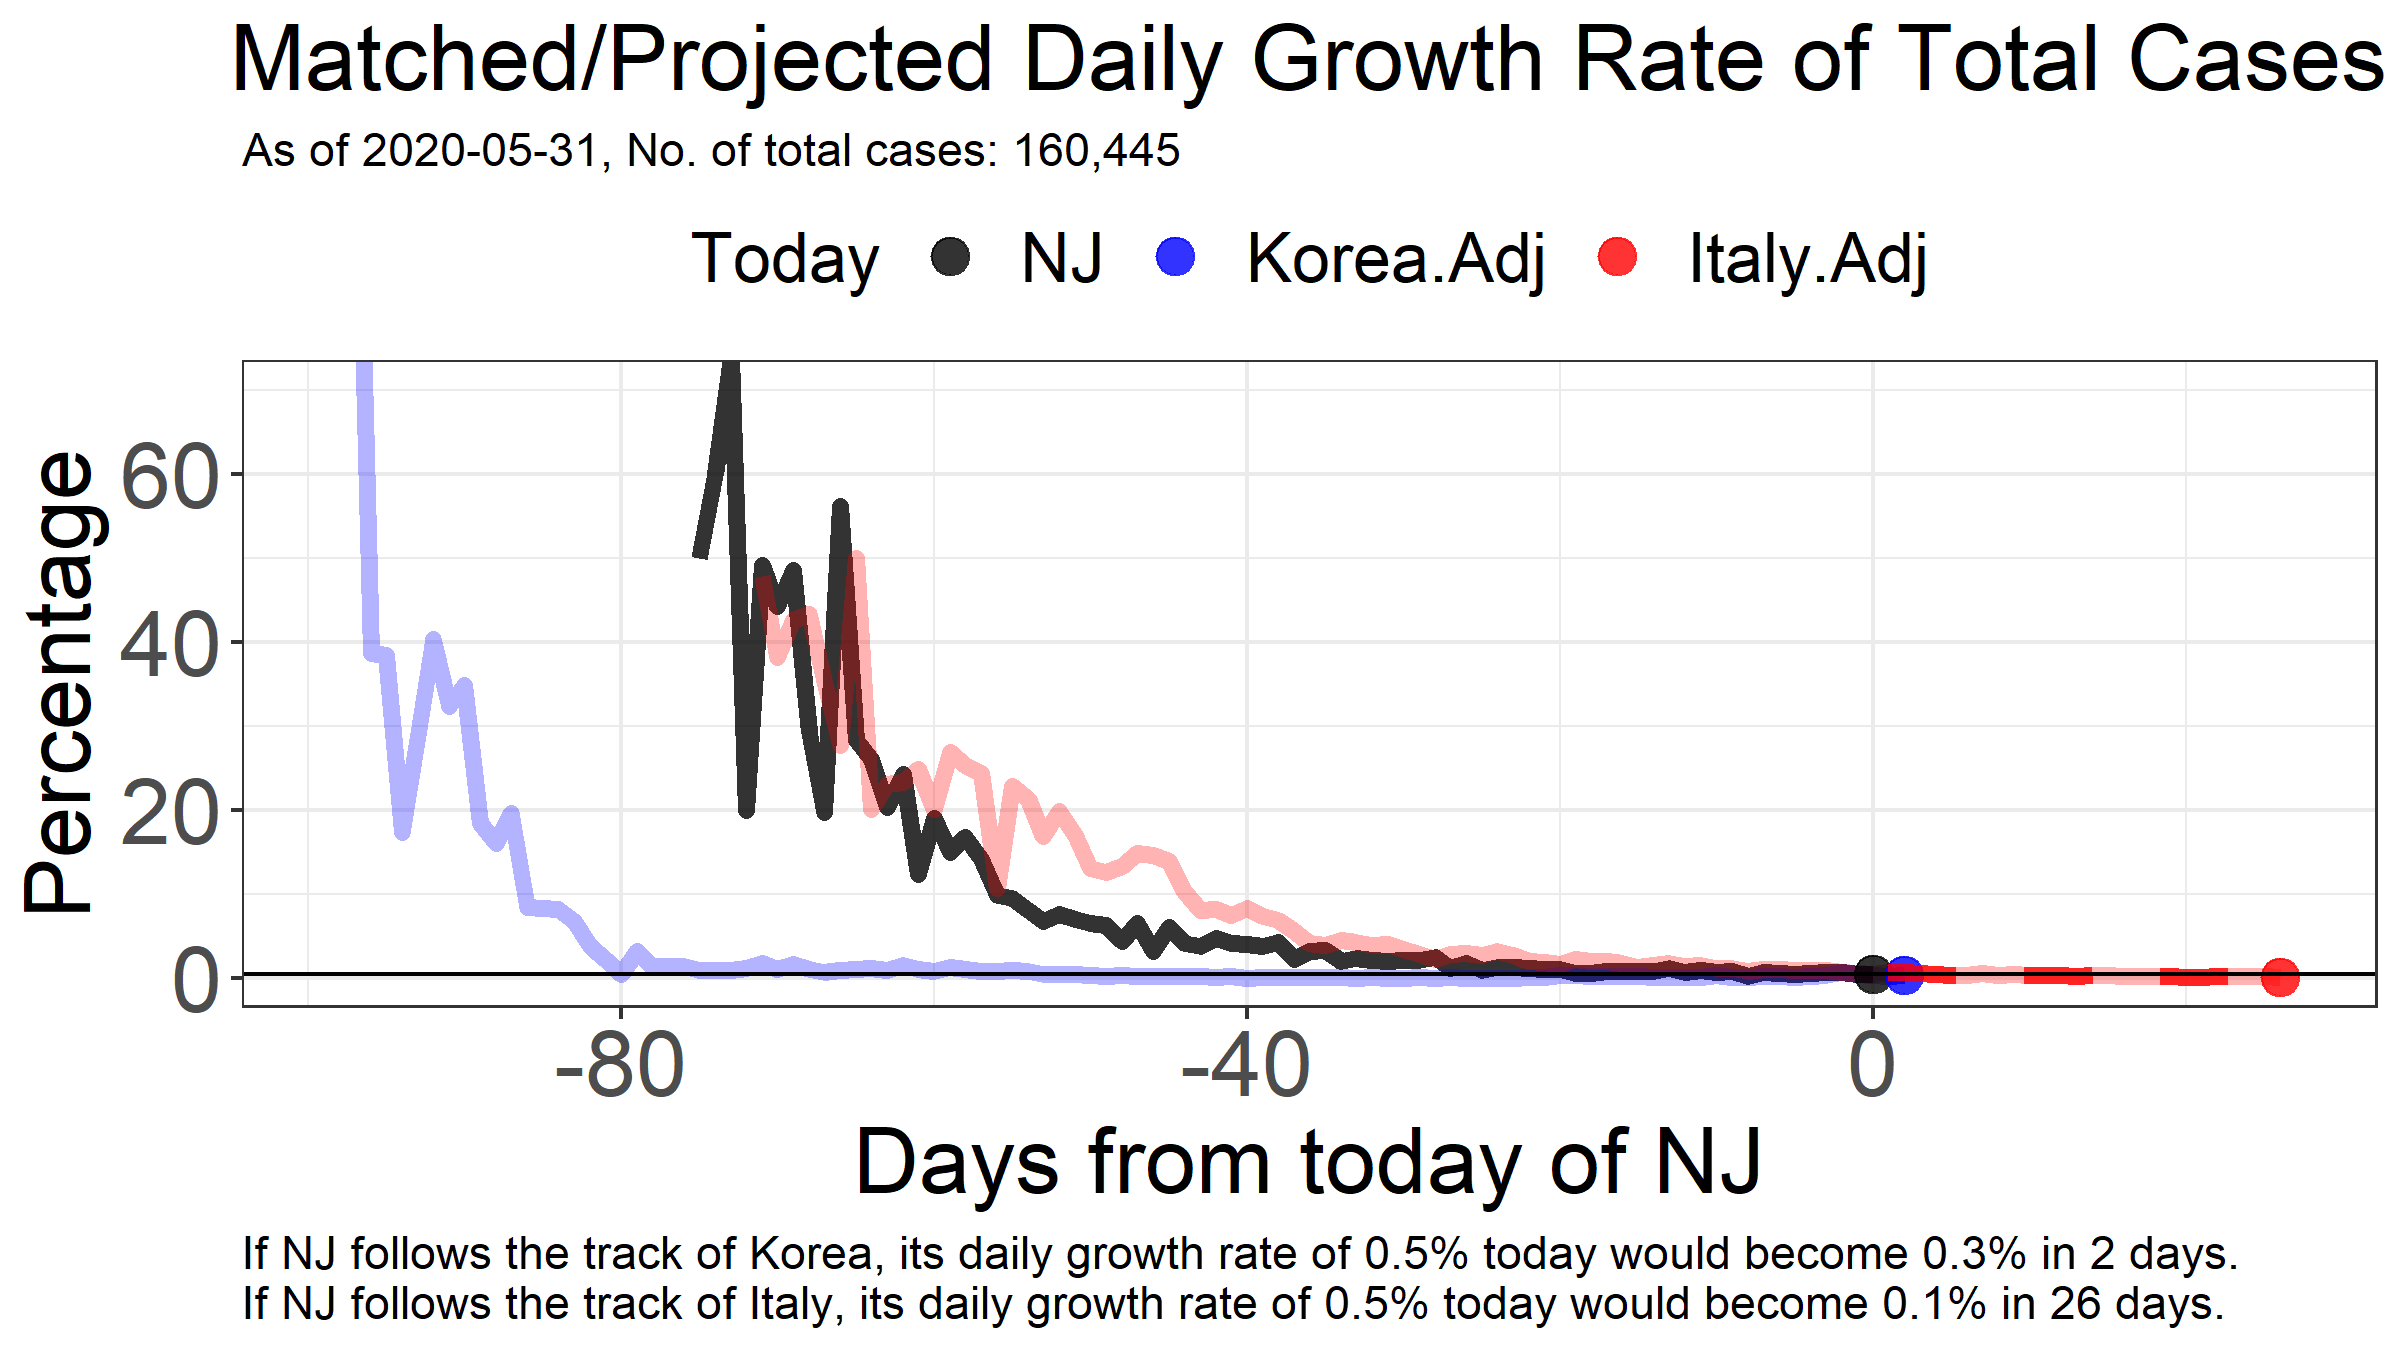 Matched/Projected Daily Growth Rate of Total Cases
As of 2020-05-31, No. of total cases: 160,445
Today NJ Korea.Adj Italy.Adj
Percentage
60
40
20
0
-80 -40 0
Days from today of NJ
If NJ follows the track of Korea, its daily growth rate of 0.5% today would become 0.3% in 2 days.
If NJ follows the track of Italy, its daily growth rate of 0.5% today would become 0.1% in 26 days.